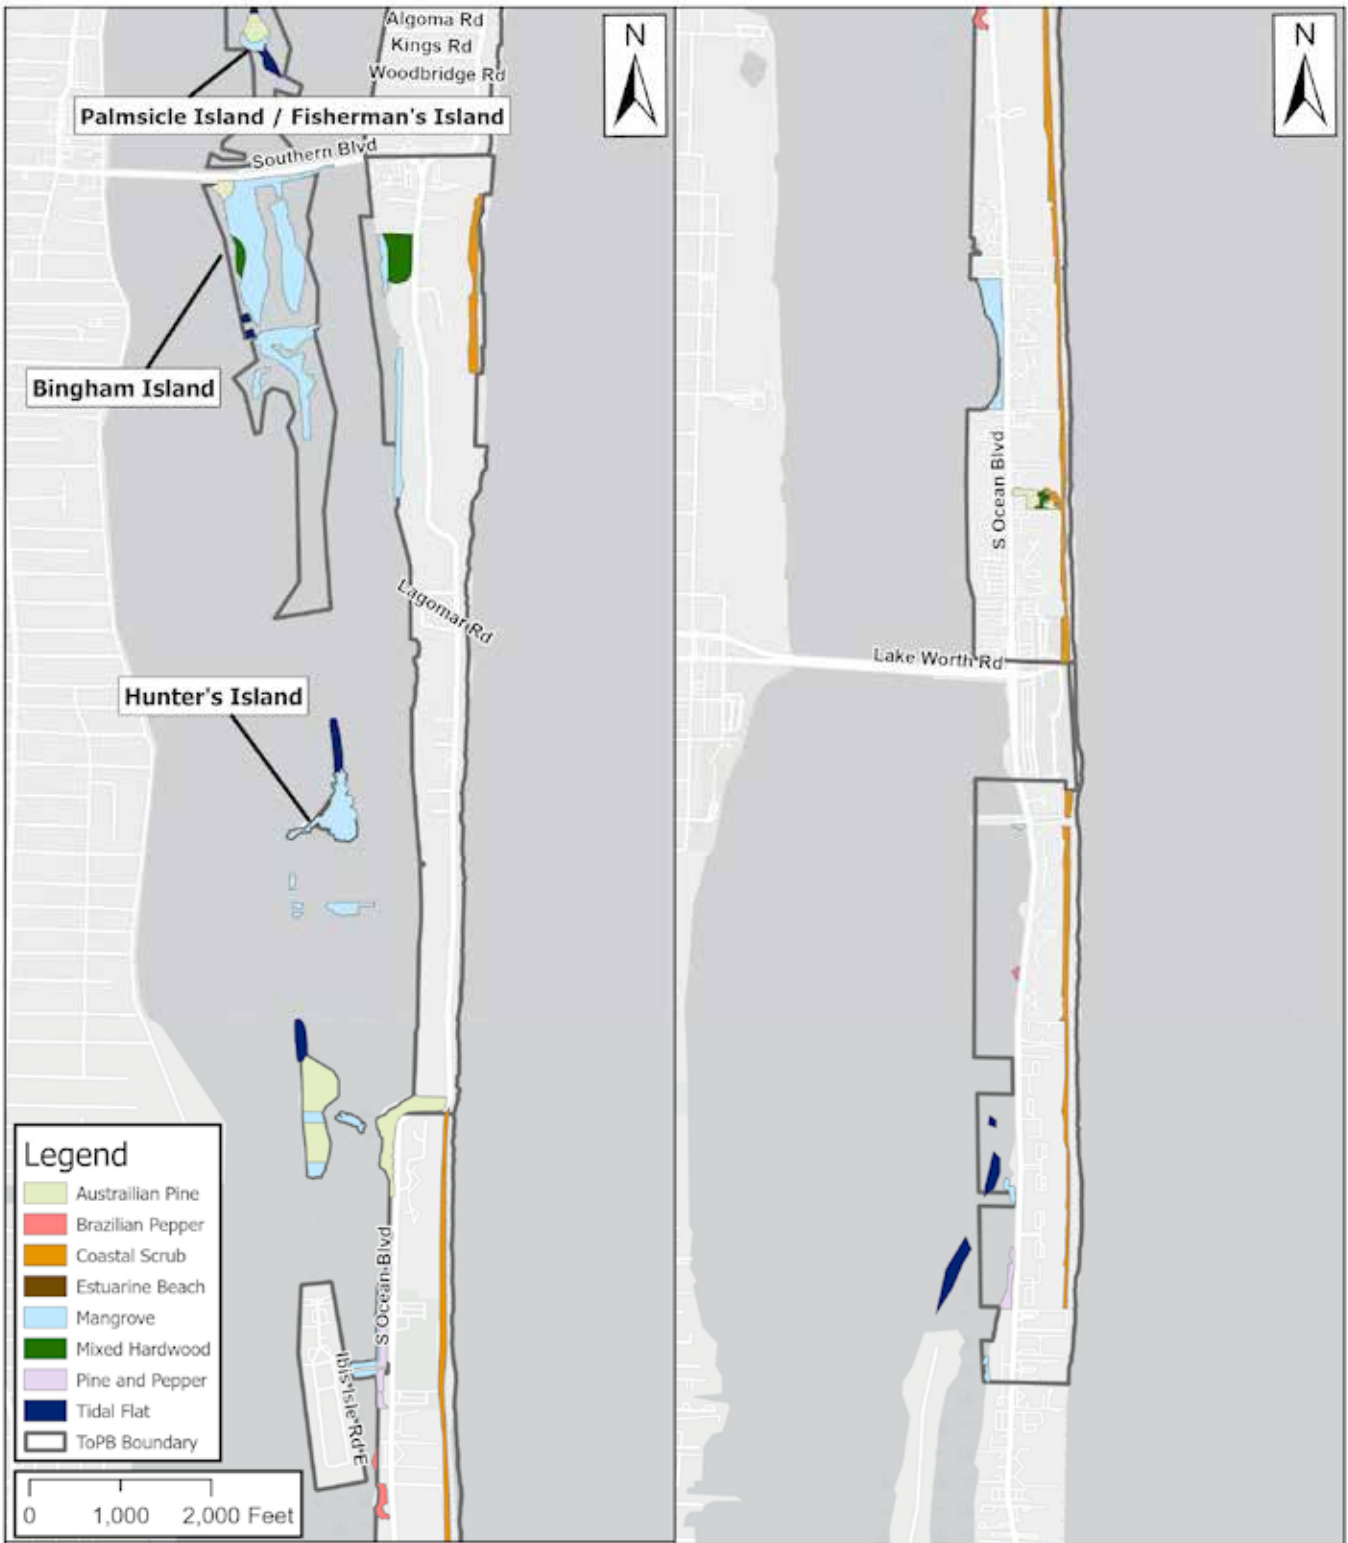 Algoma Rd
Kings Rd
Woodbridge Rd
N
Palmsicle Island / Fisherman's Island
Southern Blvd
Bingham Island
Lagomar Rd
Hunter's Island
S Ocean Blvd
Ibis Isle Rd E
Legend
Austrailian Pine
Brazilian Pepper
Coastal Scrub
Estuarine Beach
Mangrove
Mixed Hardwood
Pine and Pepper
Tidal Flat
ToPB Boundary
0 1,000 2,000 Feet
N
S Ocean Blvd
Lake Worth Rd